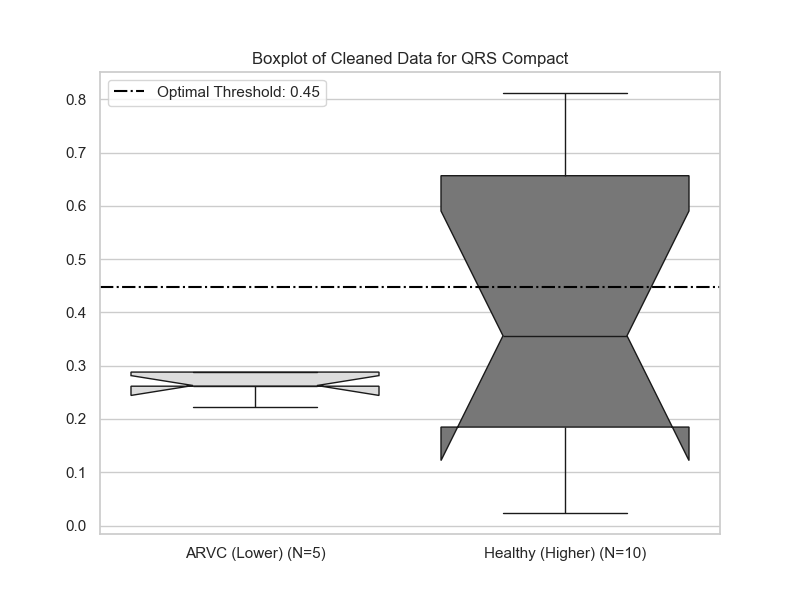 Boxplot of Cleaned Data for QRS Compact
Optimal Threshold: 0.45
0.8
0.7
0.6
0.5
0.4
0.3
0.2
0.1
0.0
ARVC (Lower) (N=5)
Healthy (Higher) (N=10)